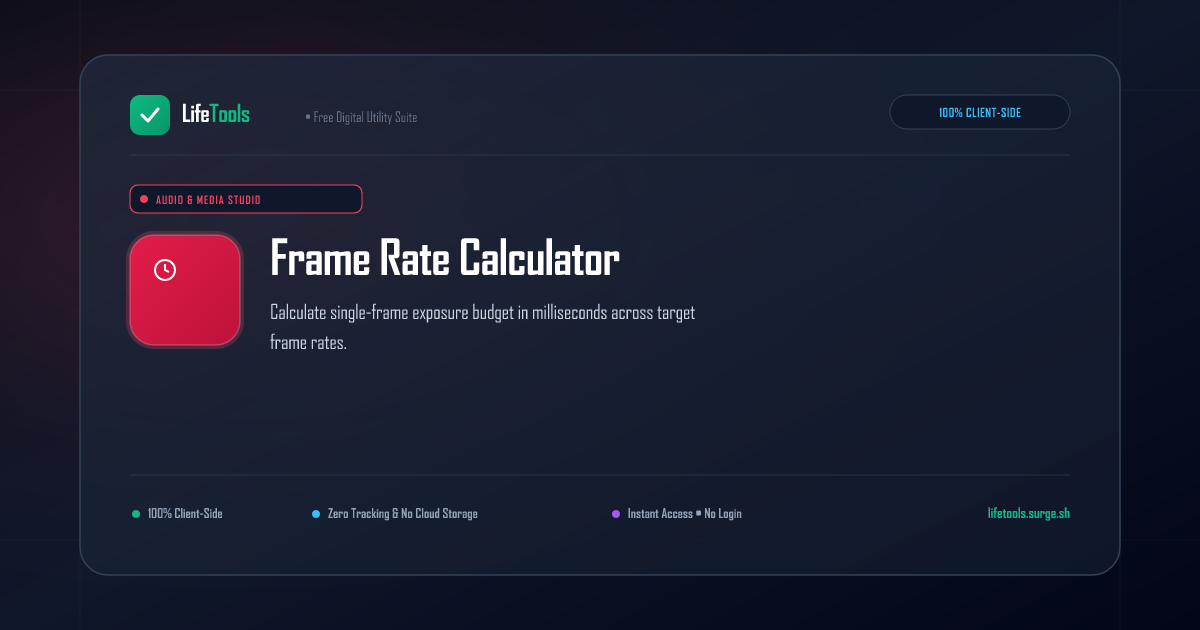 LifeTools
▪ Free Digital Utility Suite
100% CLIENT-SIDE
AUDIO & MEDIA STUDIO
Frame Rate Calculator
Calculate single-frame exposure budget in milliseconds across target
frame rates.
100% Client-Side
Zero Tracking & No Cloud Storage
Instant Access ▪ No Login
lifetools.surge.sh